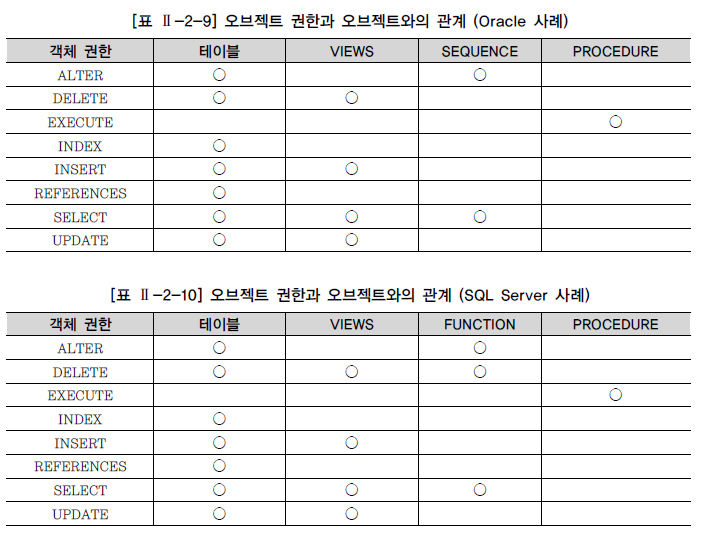 [표 Ⅱ-2-9] 오브젝트 권한과 오브젝트와의 관계 (Oracle 사례)
객체 권한 테이블 VIEWS SEQUENCE PROCEDURE
ALTER ○ ○
DELETE ○ ○
EXECUTE ○
INDEX ○
INSERT ○ ○
REFERENCES ○
SELECT ○ ○ ○
UPDATE ○ ○
[표 Ⅱ-2-10] 오브젝트 권한과 오브젝트와의 관계 (SQL Server 사례)
객체 권한 테이블 VIEWS FUNCTION PROCEDURE
ALTER ○ ○
DELETE ○ ○ ○
EXECUTE ○
INDEX ○
INSERT ○ ○
REFERENCES ○
SELECT ○ ○ ○
UPDATE ○ ○